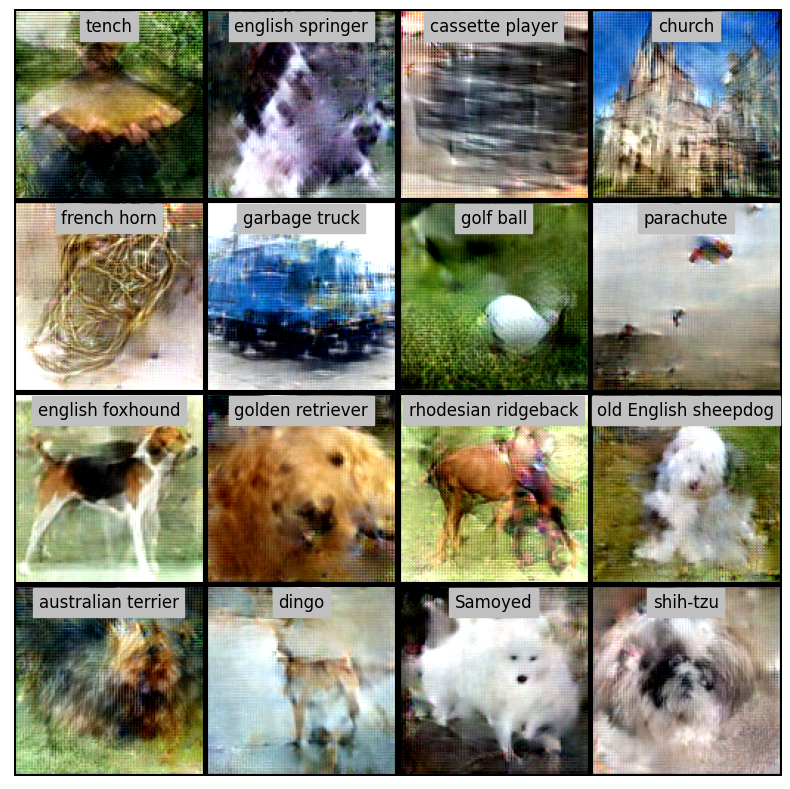 tench
english springer
cassette player
church
french horn
garbage truck
golf ball
parachute
english foxhound
golden retriever
rhodesian ridgeback
old English sheepdog
australian terrier
dingo
Samoyed
shih-tzu